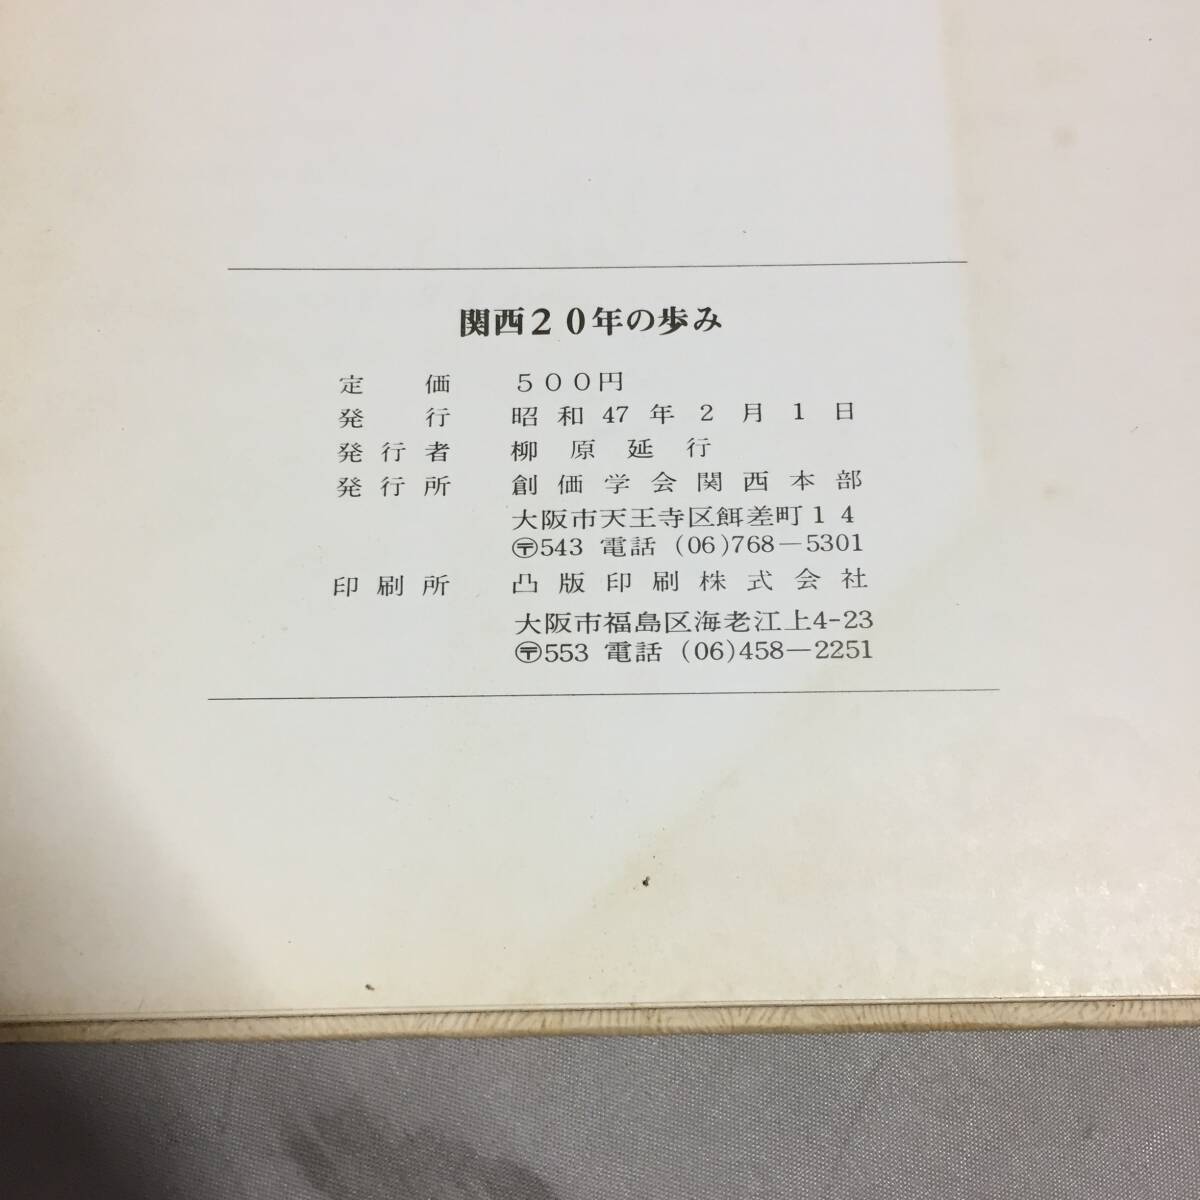 関西20年の歩み
定価 500円
発行 昭和47年2月1日
発行者 柳原延行
発行所 創価学会関西本部
大阪市天王寺区餌差町14
〶543 電話 (06)768−5301
印刷所 凸版印刷株式会社
大阪市福島区海老江上4-23
〶553 電話 (06)458−2251